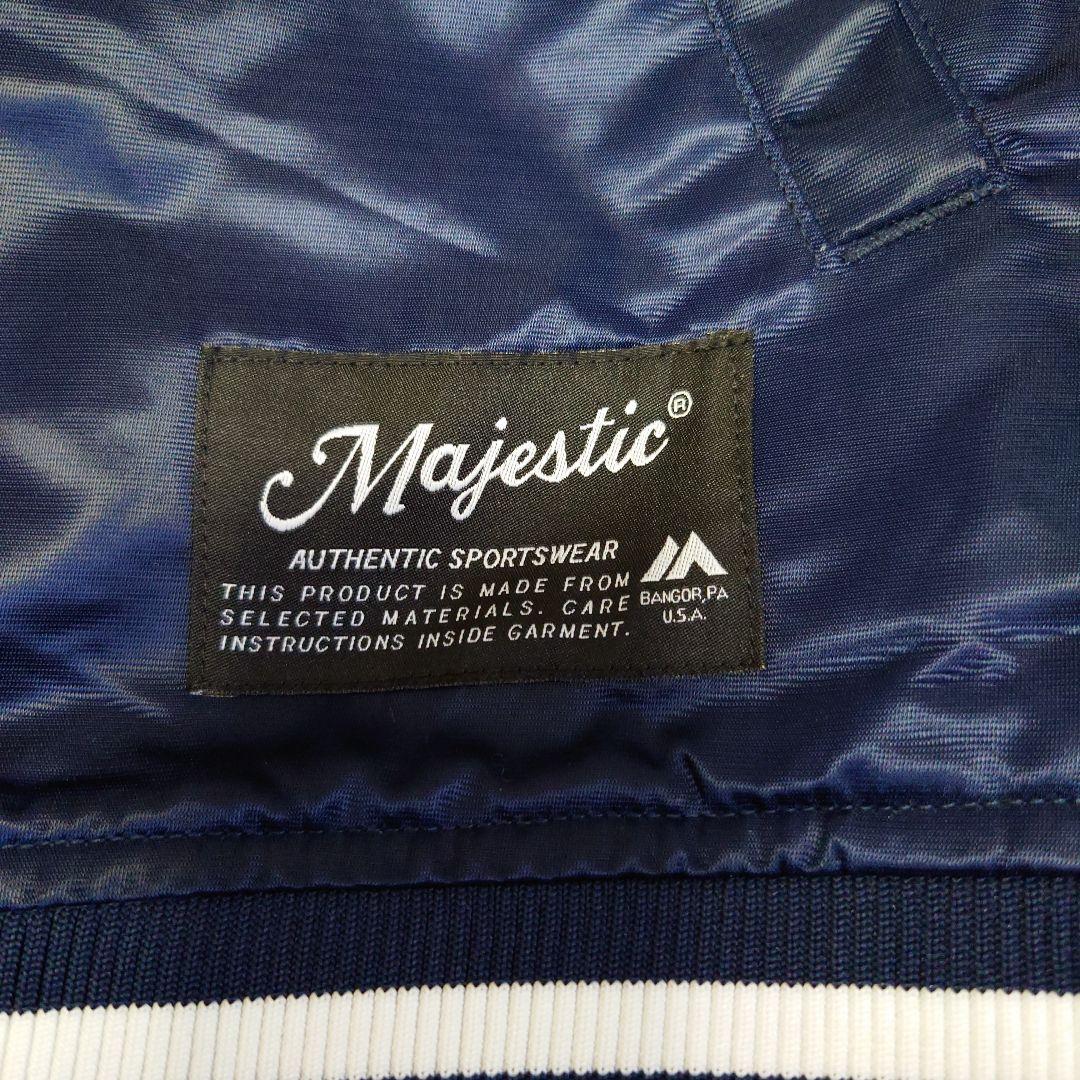 Majestic®
AUTHENTIC SPORTSWEAR
THIS PRODUCT IS MADE FROM
SELECTED MATERIALS. CARE
INSTRUCTIONS INSIDE GARMENT.
BANGOR,PA
U.S.A.